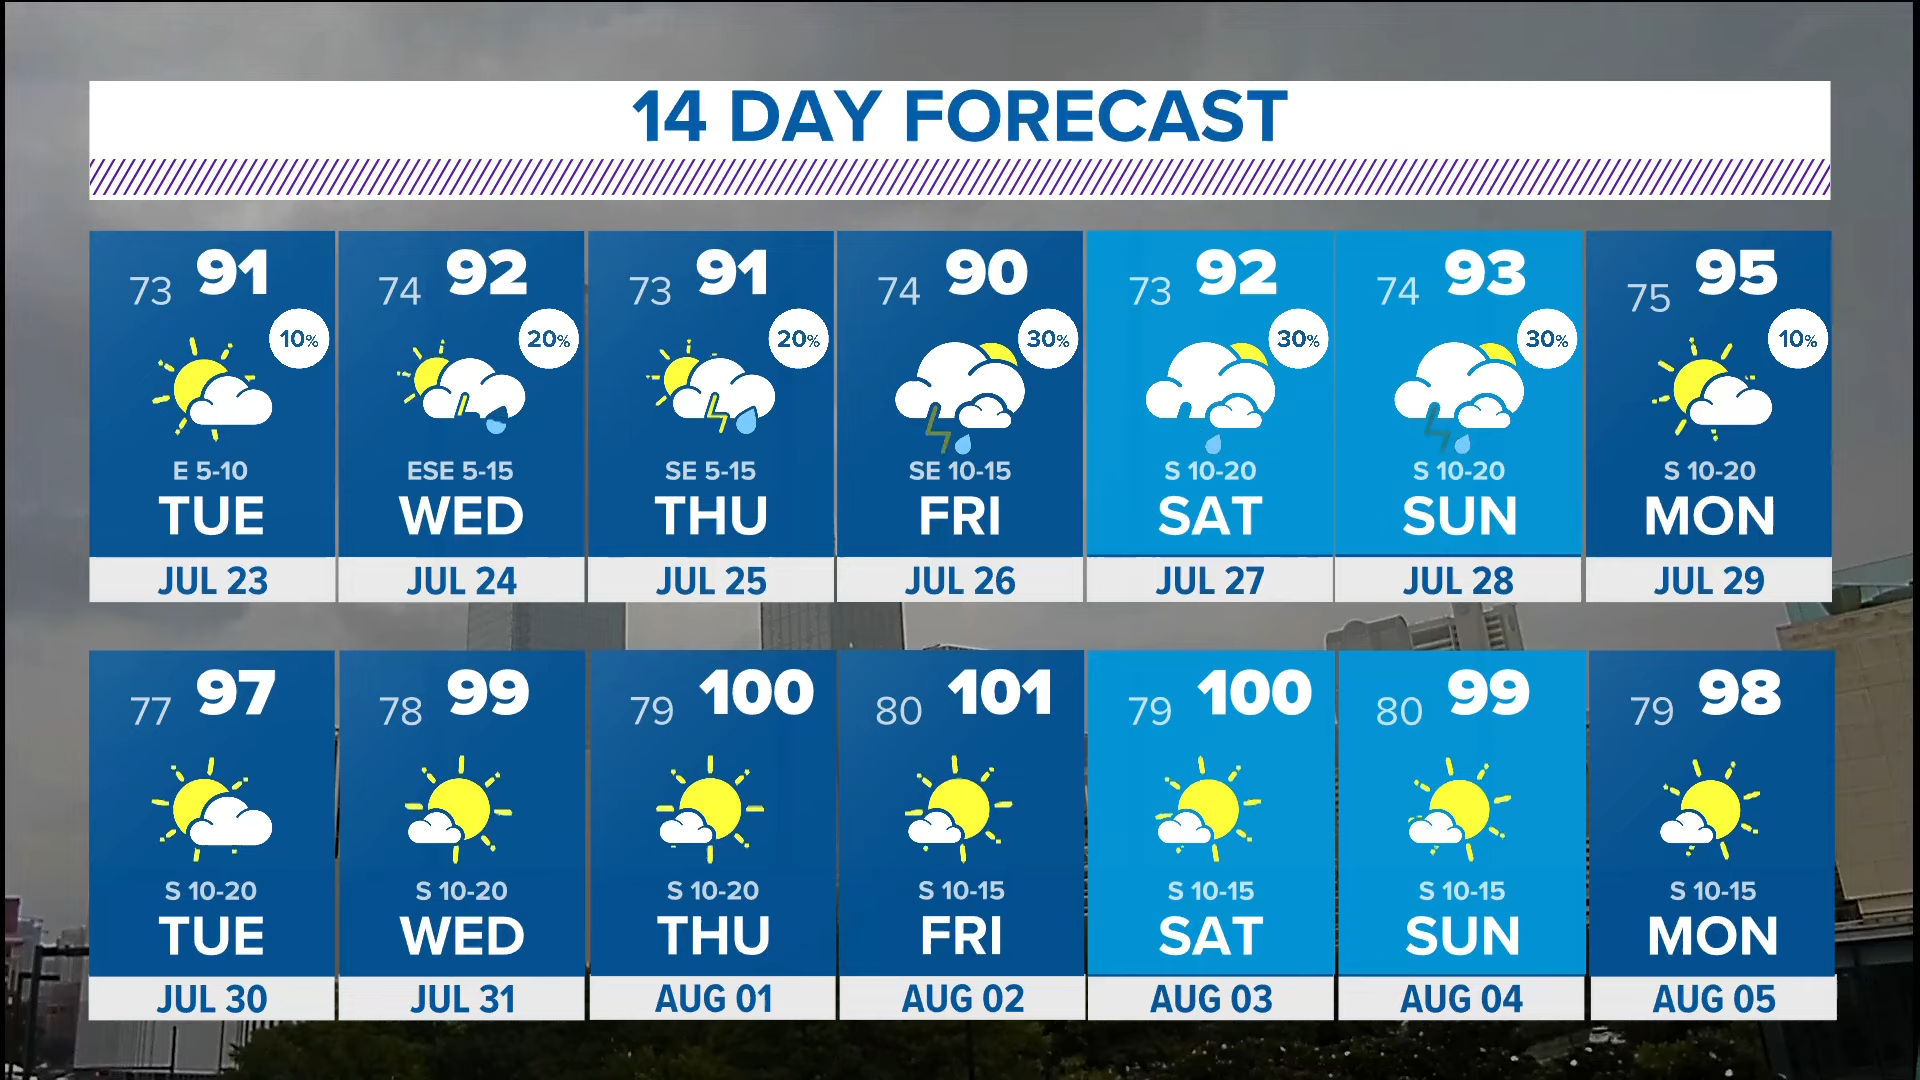 14 DAY FORECAST
73 91
10%
E 5-10
TUE
JUL 23
74 92
20%
ESE 5-15
WED
JUL 24
73 91
20%
SE 5-15
THU
JUL 25
74 90
30%
SE 10-15
FRI
JUL 26
73 92
30%
S 10-20
SAT
JUL 27
74 93
30%
S 10-20
SUN
JUL 28
75 95
10%
S 10-20
MON
JUL 29
77 97
S 10-20
TUE
JUL 30
78 99
S 10-20
WED
JUL 31
79 100
S 10-20
THU
AUG 01
80 101
S 10-15
FRI
AUG 02
79 100
S 10-15
SAT
AUG 03
80 99
S 10-15
SUN
AUG 04
79 98
S 10-15
MON
AUG 05